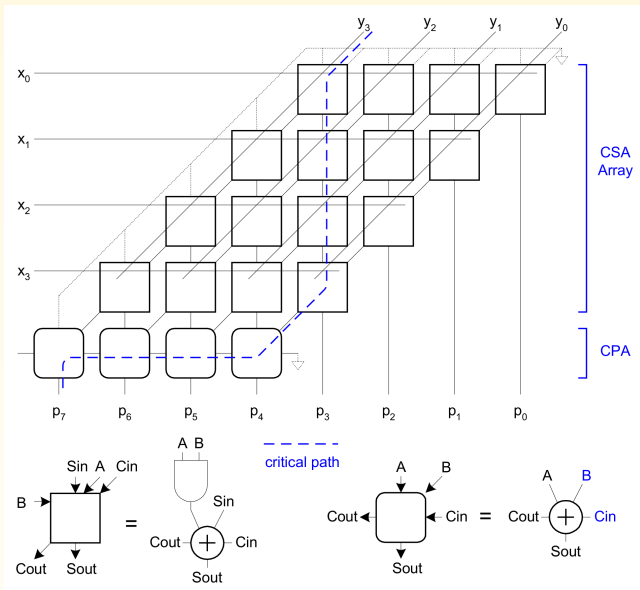 y3 y2 y1 y0
x0
x1
CSA
Array
x2
x3
CPA
p7 p6 p5 p4 p3 p2 p1 p0
critical path
A B
Sin A Cin
B
=
Sin
Cout Cin
Cout Sout
Sout
A B
Cout Cin
=
Sout
A B
Cout Cin
Sout